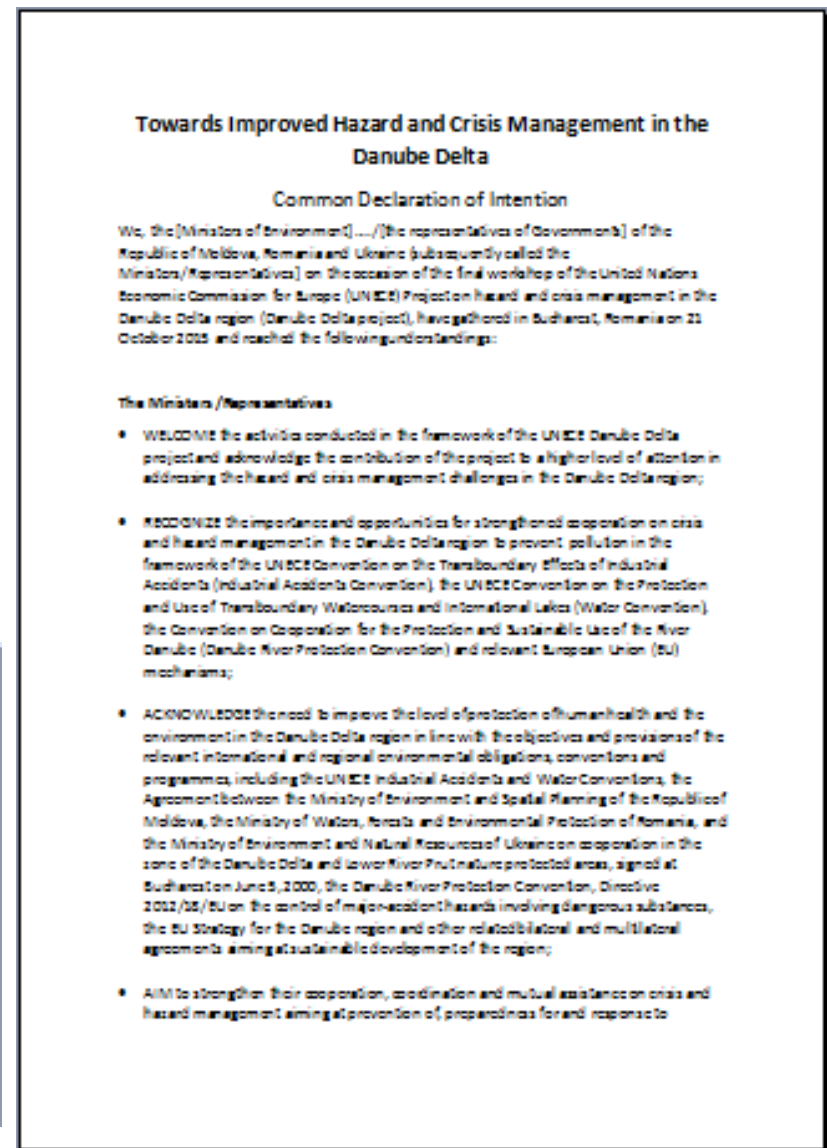 Towards Improved Hazard and Crisis Management in the
Danube Delta
Common Declaration of Intention
We, the [Ministers of Environment] ..../[the representatives of Governments] of the
Republic of Moldova, Romania and Ukraine (subsequently called the
Ministers/Representatives] on the occasion of the final workshop of the United Nations
Economic Commission for Europe (UNECE) Project on hazard and crisis management in the
Danube Delta region (Danube Delta project), have gathered in Bucharest, Romania on 21
October 2015 and reached the following understandings:
The Ministers /Representatives
• WELCOME the activities conducted in the framework of the UNECE Danube Delta
project and acknowledge the contribution of the project to a higher level of attention in
addressing the hazard and crisis management challenges in the Danube Delta region;
• RECOGNIZE the importance and opportunities for strengthened cooperation on crisis
and hazard management in the Danube Delta region to prevent pollution in the
framework of the UNECE Convention on the Transboundary Effects of Industrial
Accidents (Industrial Accidents Convention), the UNECE Convention on the Protection
and Use of Transboundary Watercourses and International Lakes (Water Convention),
the Convention on Cooperation for the Protection and Sustainable Use of the River
Danube (Danube River Protection Convention) and relevant European Union (EU)
mechanisms;
• ACKNOWLEDGE the need to improve the level of protection of human health and the
environment in the Danube Delta region in line with the objectives and provisions of the
relevant international and regional environmental obligations, conventions and
programmes, including the UNECE Industrial Accidents and Water Conventions, the
Agreement between the Ministry of Environment and Spatial Planning of the Republic of
Moldova, the Ministry of Waters, Forests and Environmental Protection of Romania, and
the Ministry of Environment and Natural Resources of Ukraine on cooperation in the
zone of the Danube Delta and Lower River Prut nature protected areas, signed at
Bucharest on June 5, 2000, the Danube River Protection Convention, Directive
2012/18/EU on the control of major-accident hazards involving dangerous substances,
the EU Strategy for the Danube region and other related bilateral and multilateral
agreements aiming at sustainable development of the region;
• AIM to strengthen their cooperation, coordination and mutual assistance on crisis and
hazard management aiming at prevention of, preparedness for and response to